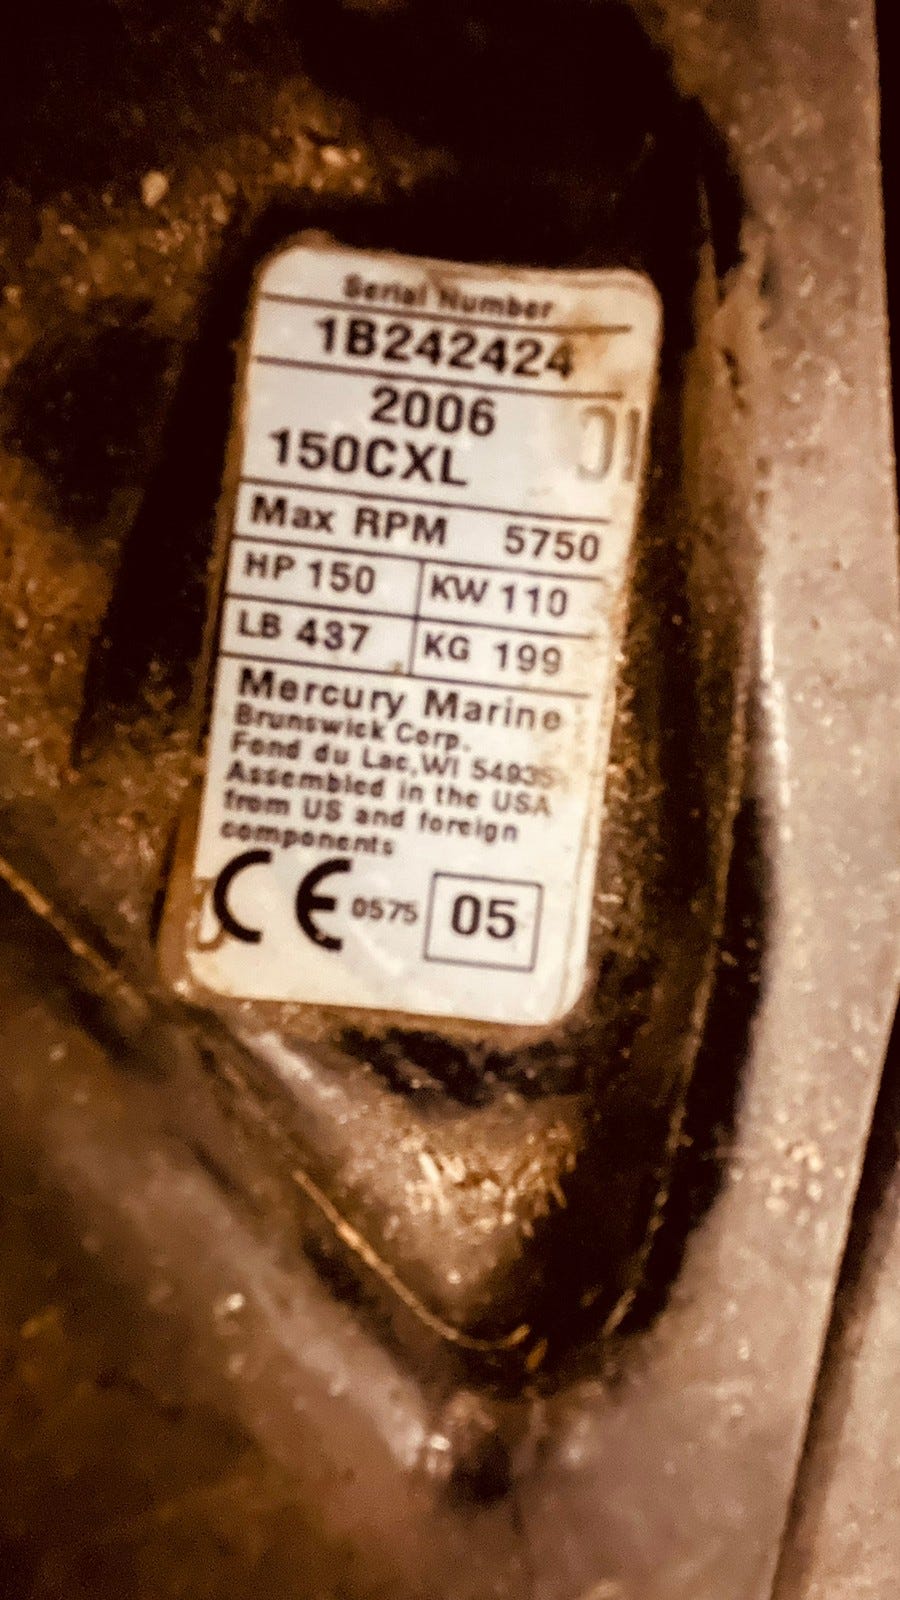 Serial Number
1B242424
2006
150CXL
01
Max RPM 5750
HP 150 KW 110
LB 437 KG 199
Mercury Marine
Brunswick Corp.
Fond du Lac, WI 54935
Assembled in the USA
from US and foreign
components
CE 0575 05